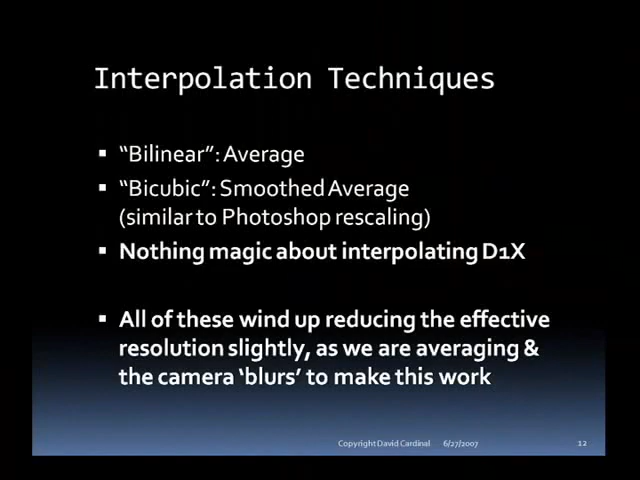 Interpolation Techniques
▪ “Bilinear”: Average
▪ “Bicubic”: Smoothed Average
(similar to Photoshop rescaling)
▪ Nothing magic about interpolating D1X
▪ All of these wind up reducing the effective
resolution slightly, as we are averaging &
the camera ‘blurs’ to make this work
Copyright David Cardinal 6/27/2007 12